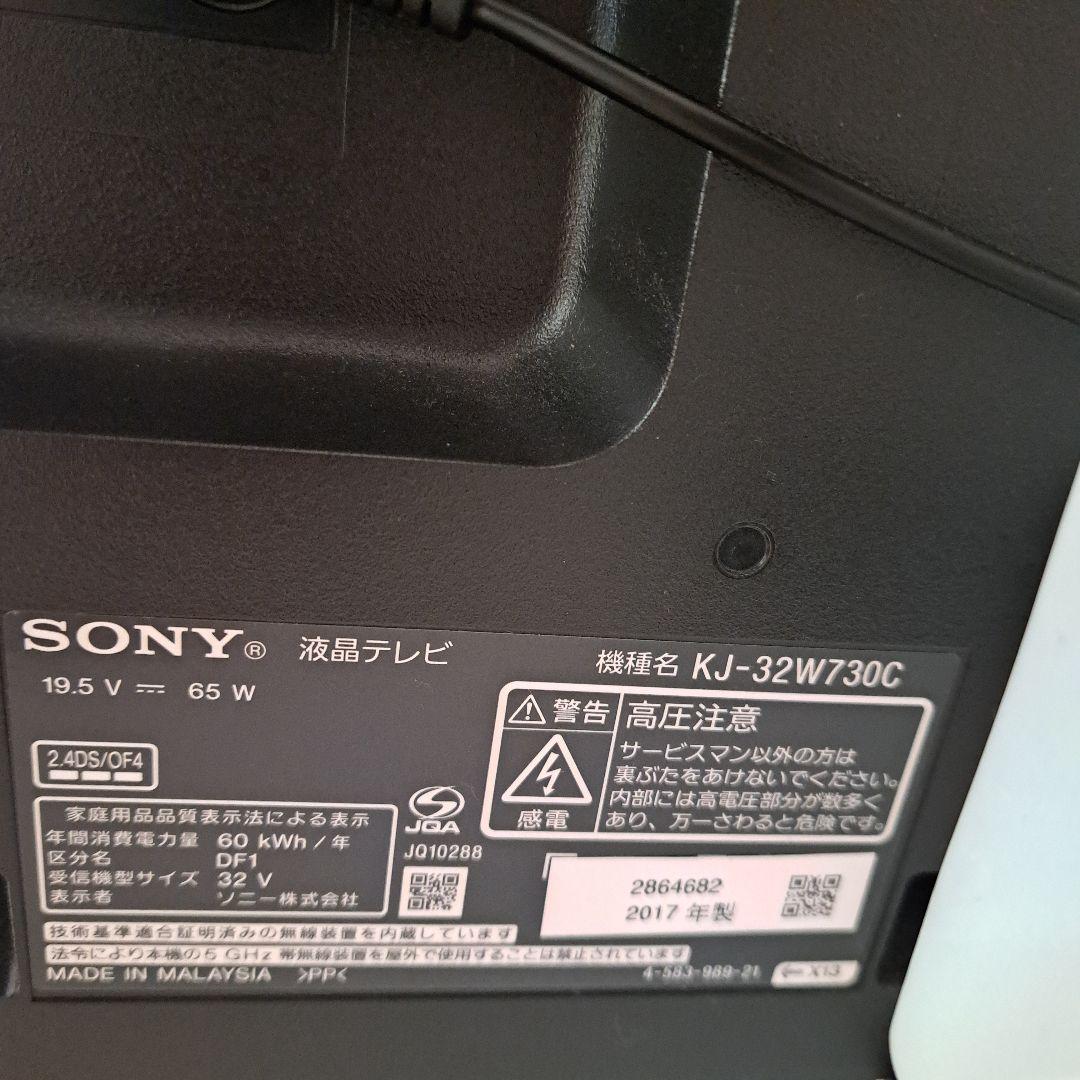 SONY® 液晶テレビ 機種名 KJ-32W730C
19.5 V ⎓ 65 W
2.4DS/OF4
警告 高圧注意
サービスマン以外の方は
裏ぶたをあけないでください。
内部には高電圧部分が数多く
あり、万一さわると危険です。
感電
家庭用品品質表示法による表示
年間消費電力量 60 kWh / 年
区分名 DF1
受信機型サイズ 32 V
表示者 ソニー株式会社
JQA
JQ10288
2864682
2017 年製
技術基準適合証明済みの無線装置を内蔵しています
法令により本機の5 GHz 帯無線装置を屋外で使用することは禁止されています
MADE IN MALAYSIA >PP< 4-583-989-21